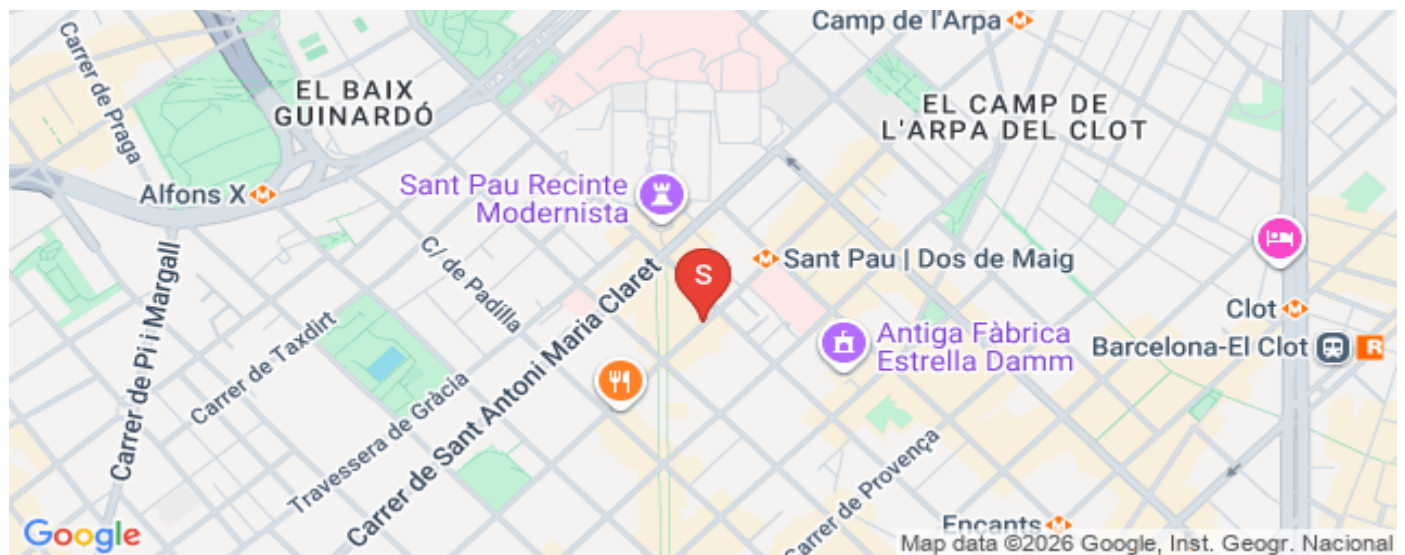 Camp de l'Arpa
Carrer de Praga
EL BAIX
GUINARDÓ
EL CAMP DE
L'ARPA DEL CLOT
Alfons X
Sant Pau Recinte
Modernista
C/ de Padilla
Sant Pau | Dos de Maig
S
Carrer de Pi i Margall
Carrer de Taxdirt
Clot
Antiga Fàbrica
Estrella Damm
Barcelona-El Clot
R
Travessera de Gràcia
Carrer de Sant Antoni Maria Claret
Carrer de Provença
Encants
Google
Map data ©2026 Google, Inst. Geogr. Nacional